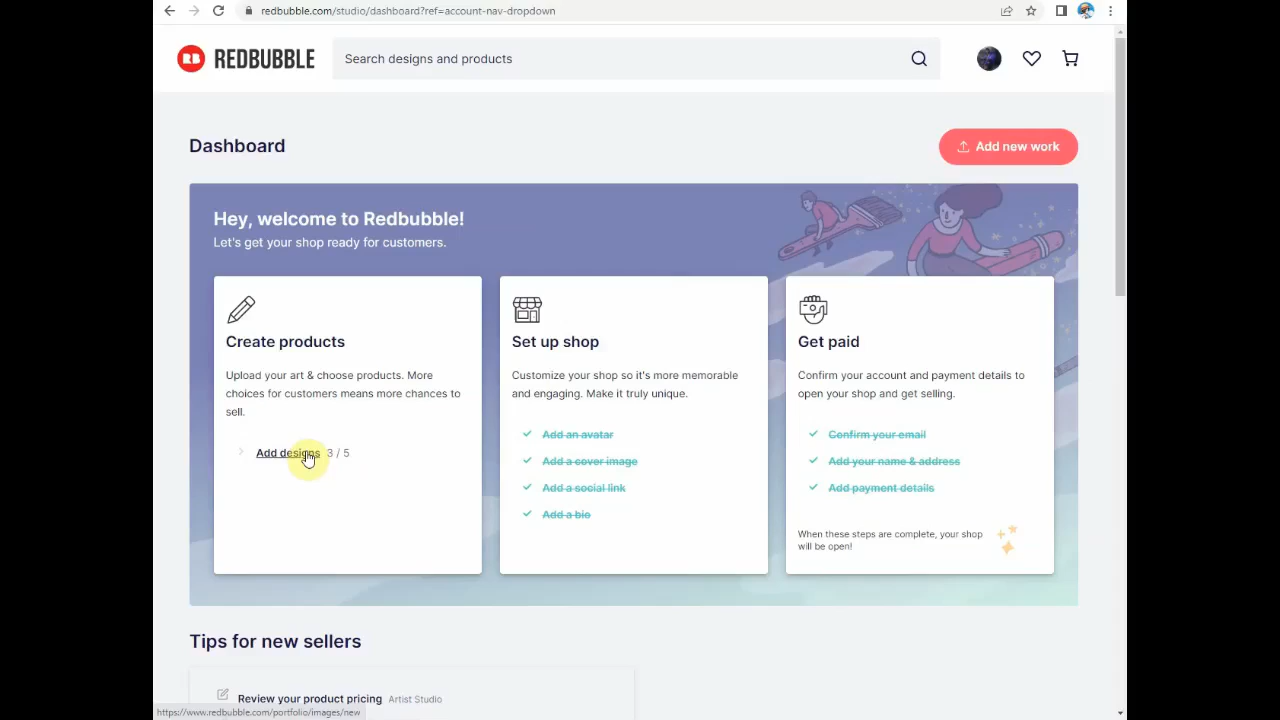 redbubble.com/studio/dashboard?ref=account-nav-dropdown
RB REDBUBBLE
Search designs and products
Dashboard
Add new work
Hey, welcome to Redbubble!
Let's get your shop ready for customers.
Create products
Upload your art & choose products. More
choices for customers means more chances to
sell.
Add designs 3 / 5
Set up shop
Customize your shop so it's more memorable
and engaging. Make it truly unique.
Add an avatar
Add a cover image
Add a social link
Add a bio
Get paid
Confirm your account and payment details to
open your shop and get selling.
Confirm your email
Add your name & address
Add payment details
When these steps are complete, your shop
will be open!
Tips for new sellers
Review your product pricing Artist Studio
https://www.redbubble.com/portfolio/images/new